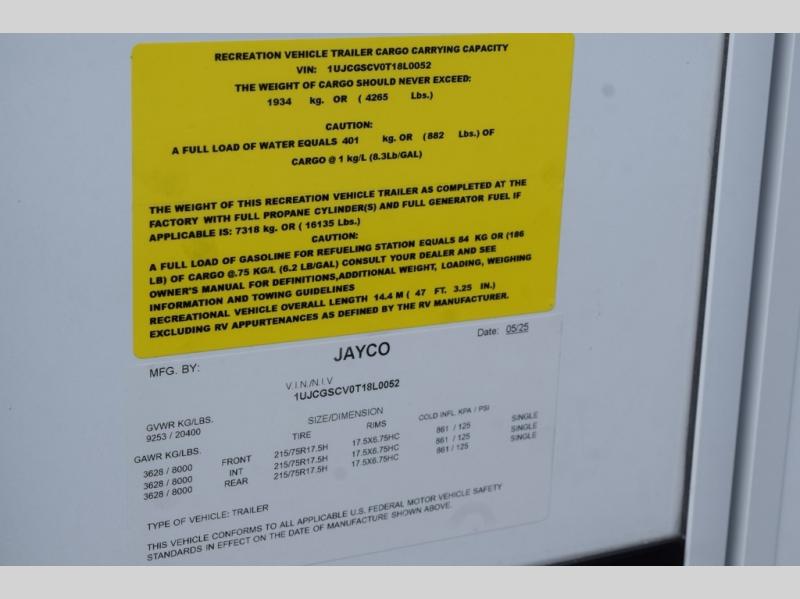 RECREATION VEHICLE TRAILER CARGO CARRYING CAPACITY
VIN: 1UJCGSCV0T18L0052
THE WEIGHT OF CARGO SHOULD NEVER EXCEED:
1934 kg. OR ( 4265 Lbs.)
CAUTION:
A FULL LOAD OF WATER EQUALS 401 kg. OR (882 Lbs.) OF
CARGO @ 1 kg/L (8.3Lb/GAL)
THE WEIGHT OF THIS RECREATION VEHICLE TRAILER AS COMPLETED AT THE
FACTORY WITH FULL PROPANE CYLINDER(S) AND FULL GENERATOR FUEL IF
APPLICABLE IS: 7318 kg. OR ( 16135 Lbs.)
CAUTION:
A FULL LOAD OF GASOLINE FOR REFUELING STATION EQUALS 84 KG OR (186
LB) OF CARGO @.75 KG/L (6.2 LB/GAL) CONSULT YOUR DEALER AND SEE
OWNER'S MANUAL FOR DEFINITIONS,ADDITIONAL WEIGHT, LOADING, WEIGHING
INFORMATION AND TOWING GUIDELINES
RECREATIONAL VEHICLE OVERALL LENGTH 14.4 M ( 47 FT. 3.25 IN.)
EXCLUDING RV APPURTENANCES AS DEFINED BY THE RV MANUFACTURER.
MFG. BY: JAYCO Date: 05/25
V.I.N./N.I.V
1UJCGSCV0T18L0052
GVWR KG/LBS. SIZE/DIMENSION
9253 / 20400 TIRE RIMS COLD INFL. KPA / PSI
GAWR KG/LBS.
3628 / 8000 FRONT 215/75R17.5H 17.5X6.75HC 861 / 125 SINGLE
3628 / 8000 INT 215/75R17.5H 17.5X6.75HC 861 / 125 SINGLE
3628 / 8000 REAR 215/75R17.5H 17.5X6.75HC 861 / 125 SINGLE
TYPE OF VEHICLE: TRAILER
THIS VEHICLE CONFORMS TO ALL APPLICABLE U.S. FEDERAL MOTOR VEHICLE SAFETY
STANDARDS IN EFFECT ON THE DATE OF MANUFACTURE SHOWN ABOVE.